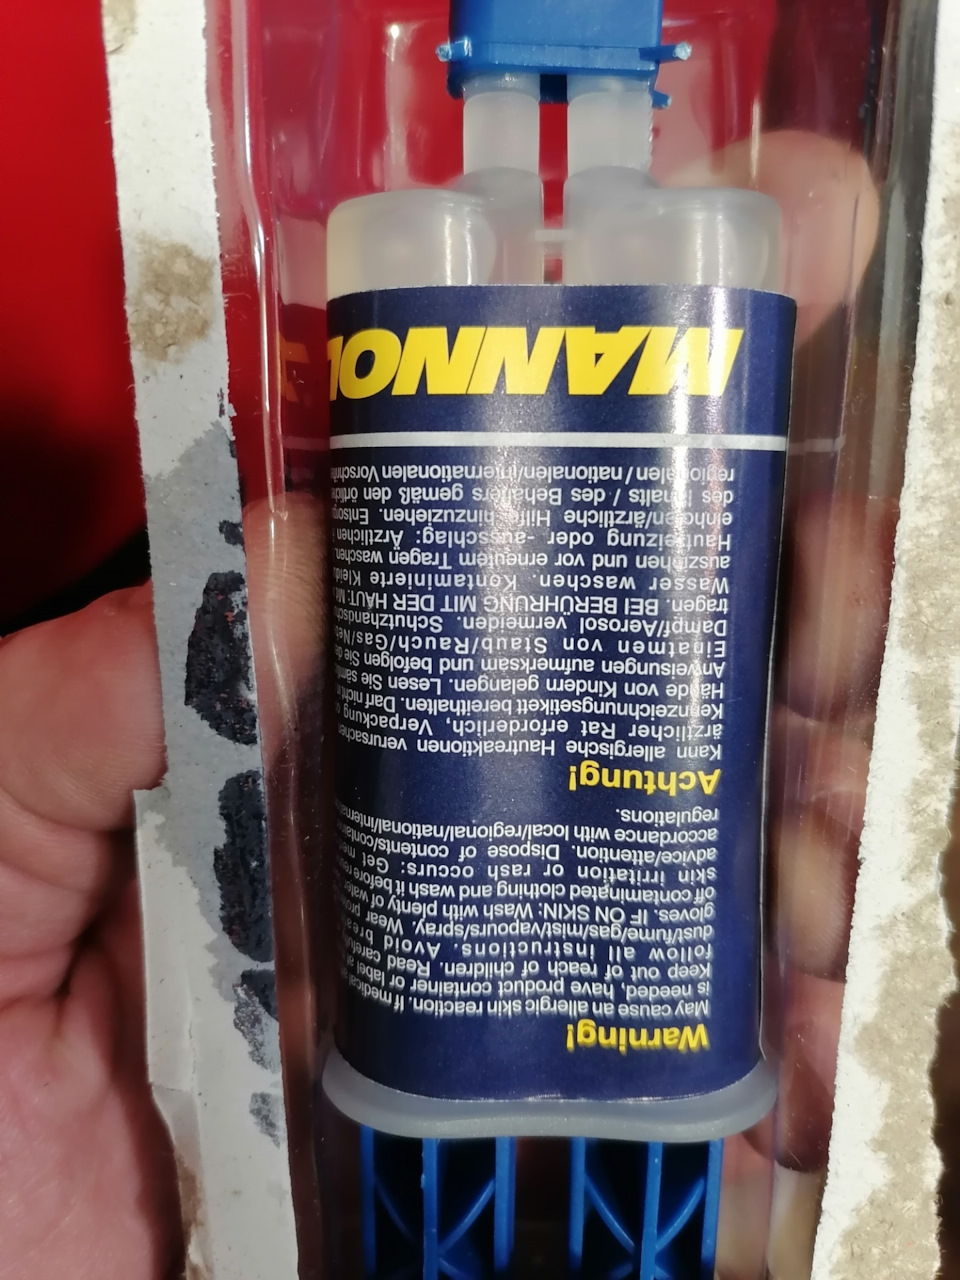 Warning!
May cause an allergic skin reaction. If medical
is needed, have product container or label
Keep out of reach of children. Read carefully
follow all instructions. Avoid
dust/fume/gas/mist/vapours/spray. Wear
gloves. IF ON SKIN: Wash with plenty of water
off contaminated clothing and wash it before
skin irritation or rash occurs: Get
advice/attention. Dispose of contents/
accordance with local/regional/national/
regulations.
Achtung!
Kann allergische Hautreaktionen verursachen
ärztlicher Rat erforderlich, Verpackung
Kennzeichnungsetikett bereithalten. Darf nicht
Hände von Kindern gelangen. Lesen Sie
Anweisungen aufmerksam und befolgen Sie
Einatmen von Staub/Rauch/Gas/
Dampf/Aerosol vermeiden.
tragen. BEI BERÜHRUNG MIT DER HAUT:
Wasser waschen. Kontaminierte
ausziehen und vor erneutem Tragen waschen.
Hautreizung oder -ausschlag: Ärztlichen
einholen/ärztliche Hilfe hinzuziehen.
des Inhalts / des Behälters gemäß den
regionalen / nationalen/internationalen
MANNOL